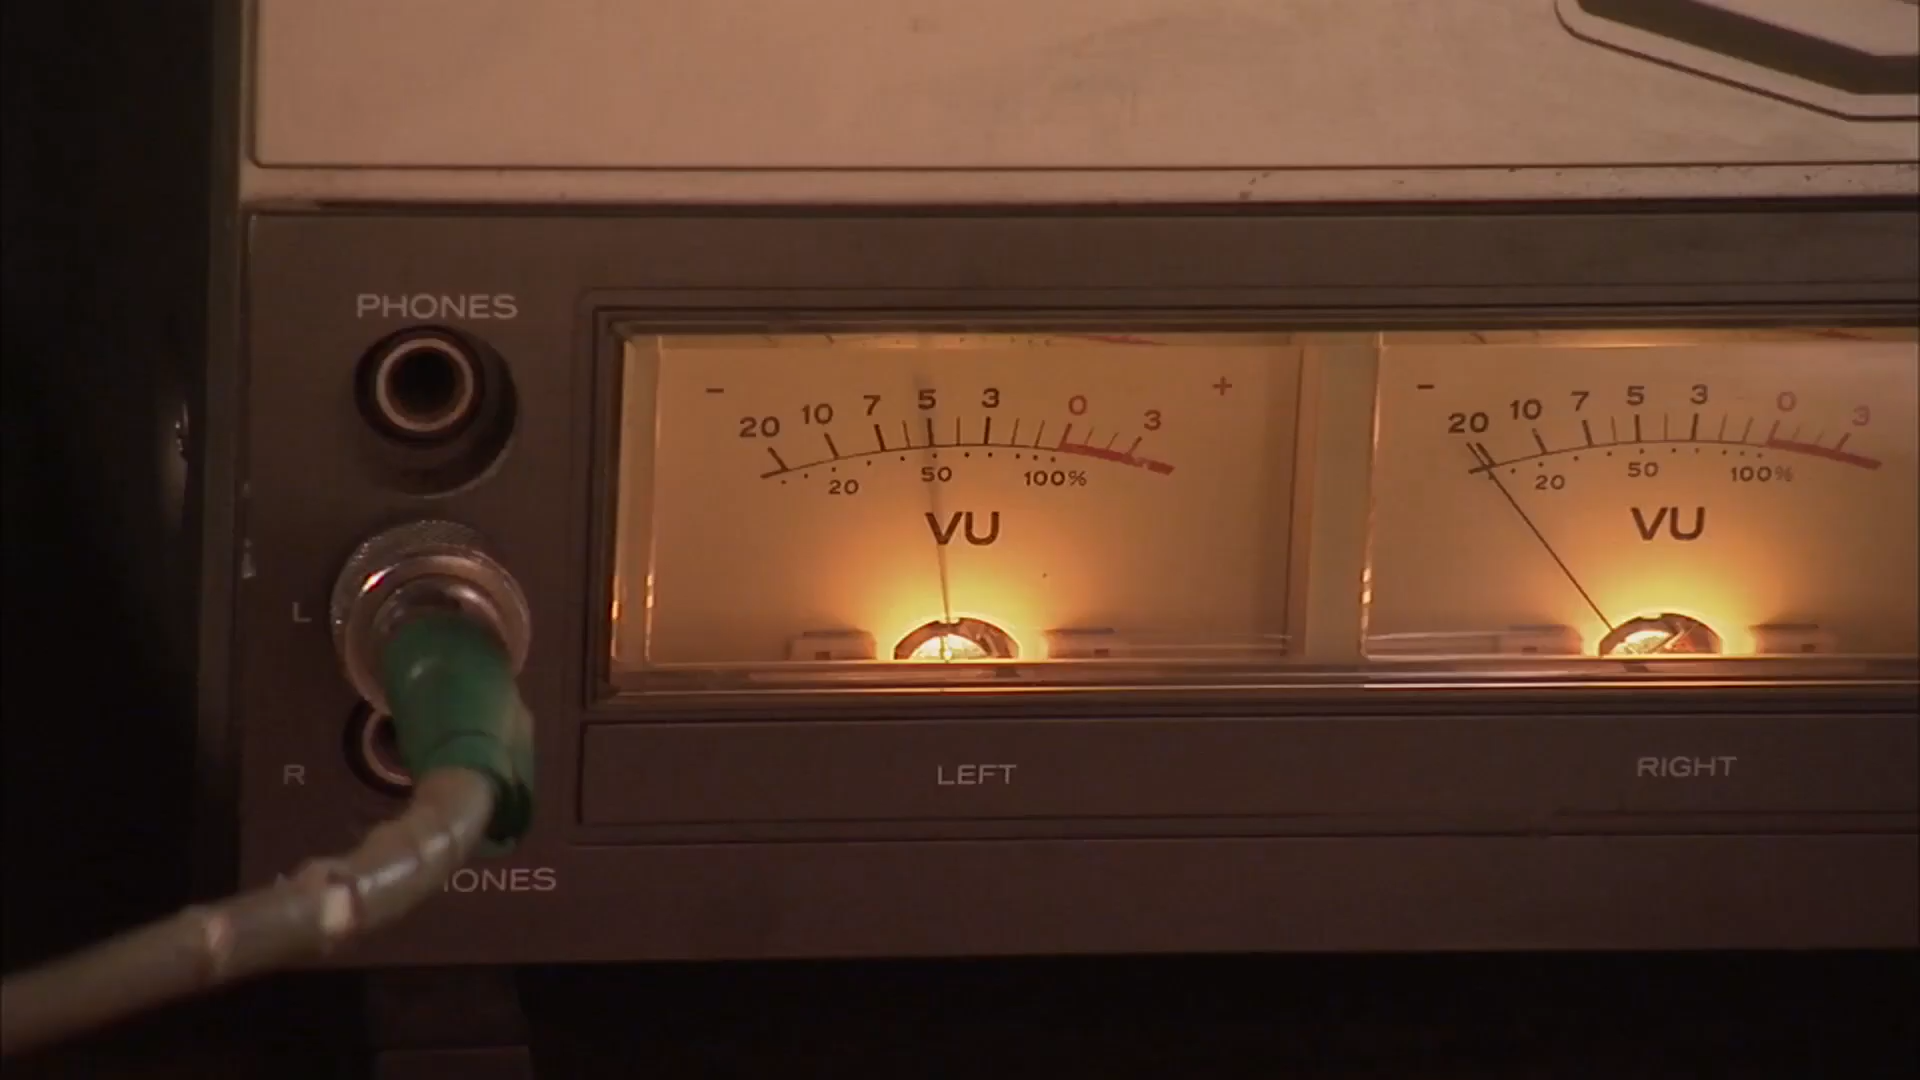 PHONES
- +
20 10 7 5 3 0 3
20 50 100%
VU
- 
20 10 7 5 3 0 3
20 50 100%
VU
L
R
LEFT
RIGHT